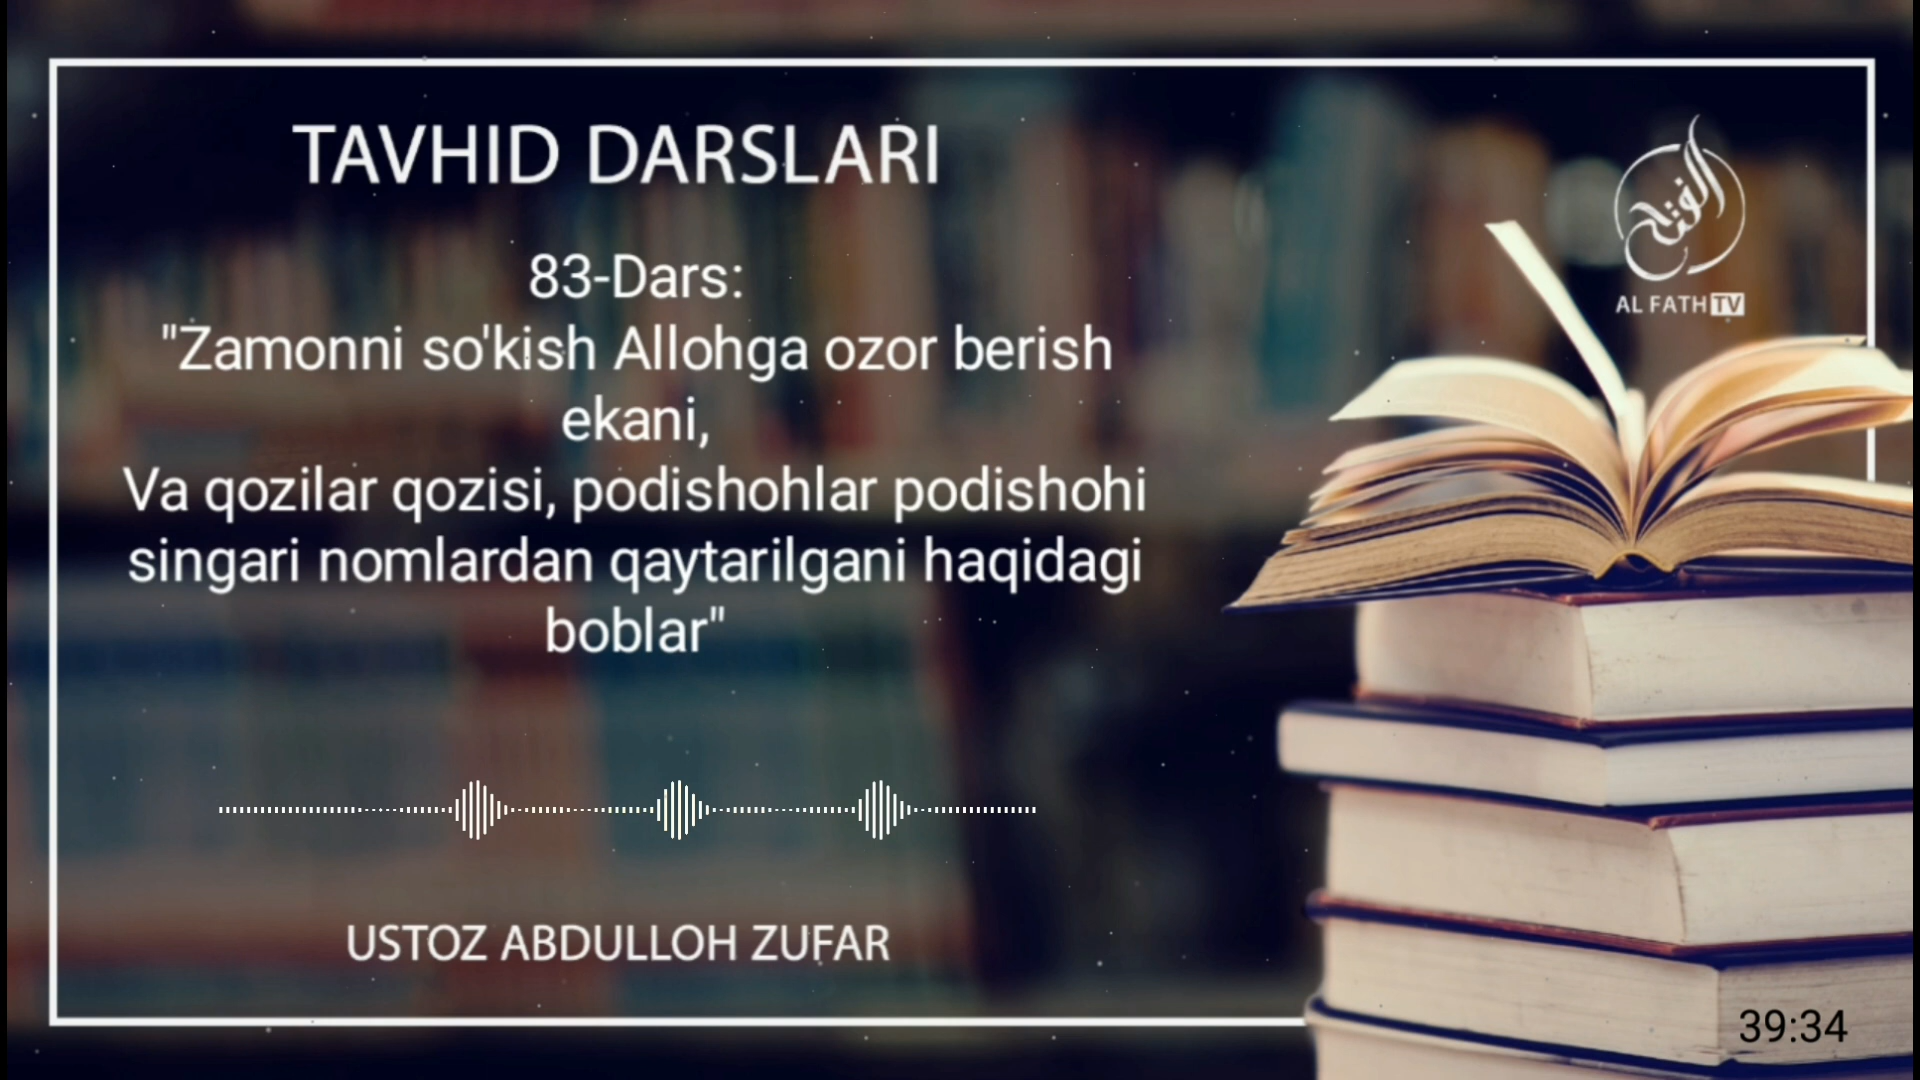 TAVHID DARSLARI
الفتح
AL FATH TV
83-Dars:
"Zamonni so'kish Allohga ozor berish
ekani,
Va qozilar qozisi, podishohlar podishohi
singari nomlardan qaytarilgani haqidagi
boblar"
USTOZ ABDULLOH ZUFAR
39:34